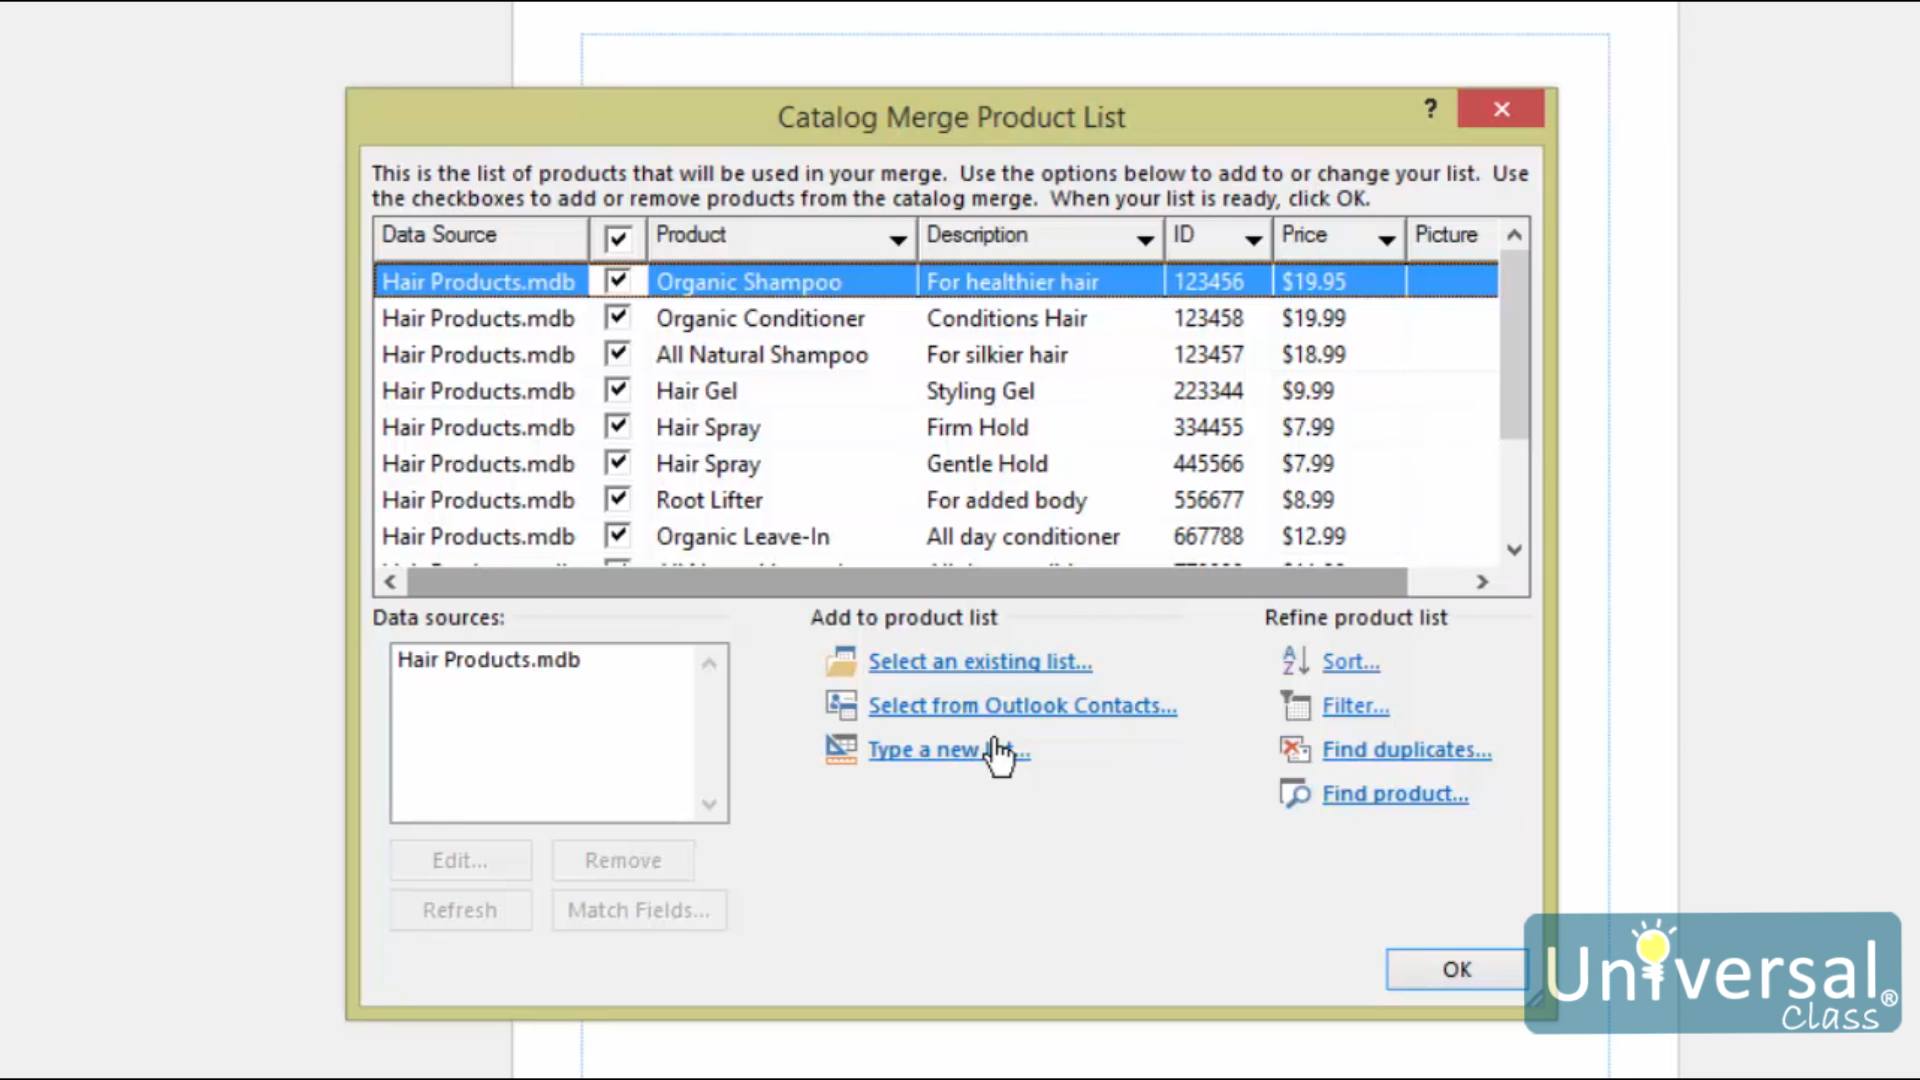 Catalog Merge Product List
?
This is the list of products that will be used in your merge. Use the options below to add to or change your list. Use
the checkboxes to add or remove products from the catalog merge. When your list is ready, click OK.
Data Source Product Description ID Price Picture
Hair Products.mdb Organic Shampoo For healthier hair 123456 $19.95
Hair Products.mdb Organic Conditioner Conditions Hair 123458 $19.99
Hair Products.mdb All Natural Shampoo For silkier hair 123457 $18.99
Hair Products.mdb Hair Gel Styling Gel 223344 $9.99
Hair Products.mdb Hair Spray Firm Hold 334455 $7.99
Hair Products.mdb Hair Spray Gentle Hold 445566 $7.99
Hair Products.mdb Root Lifter For added body 556677 $8.99
Hair Products.mdb Organic Leave-In All day conditioner 667788 $12.99
Data sources: Add to product list Refine product list
Hair Products.mdb Select an existing list... Sort...
Select from Outlook Contacts... Filter...
Type a new Find duplicates...
Find product...
Edit... Remove
Refresh Match Fields...
OK
Universal
Class®